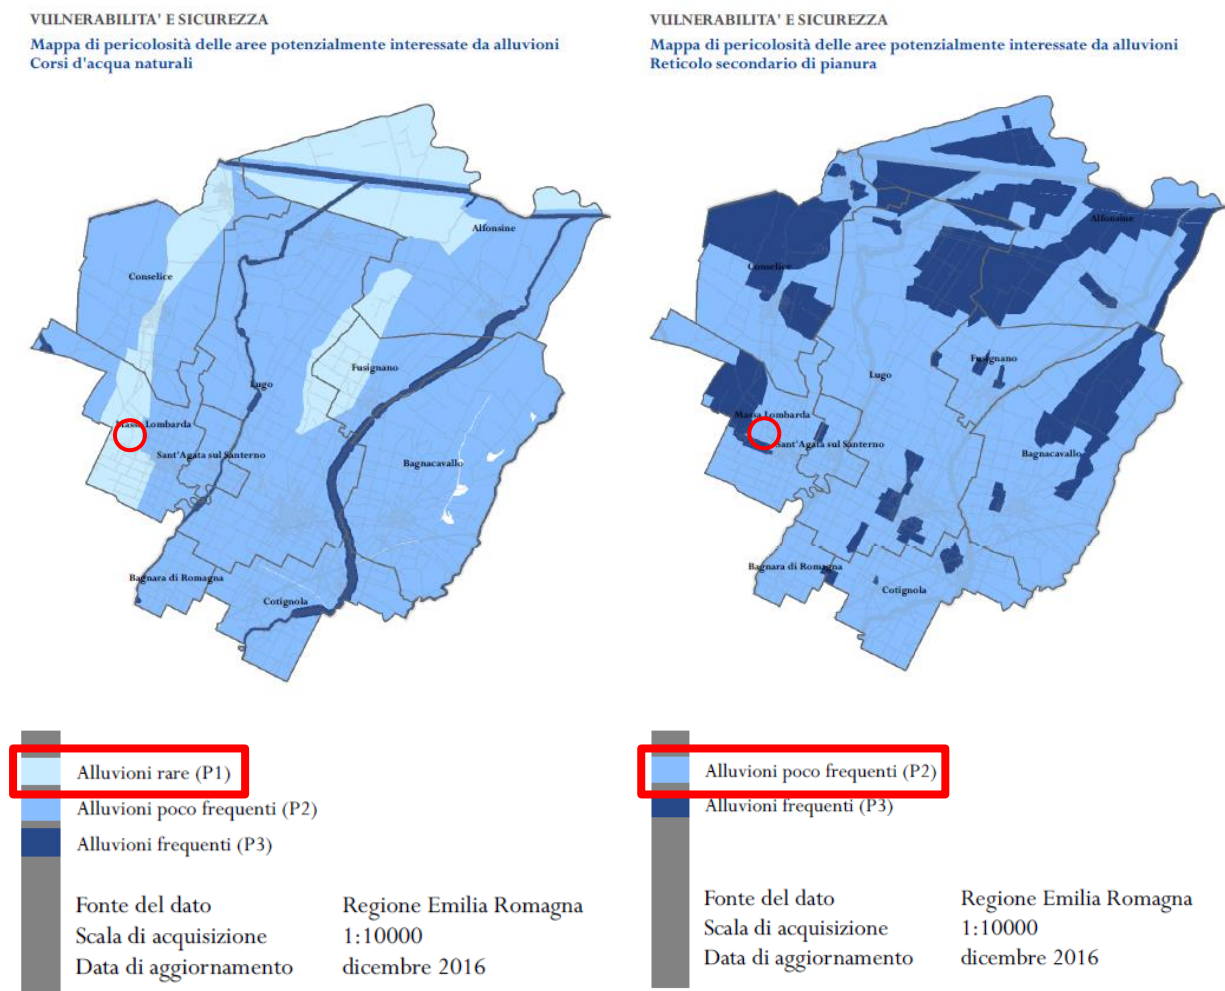 VULNERABILITA' E SICUREZZA
Mappa di pericolosità delle aree potenzialmente interessate da alluvioni
Corsi d'acqua naturali
Alfonsine
Conselice
Fusignano
Lugo
Massa Lombarda
Sant'Agata sul Santerno
Bagnacavallo
Bagnara di Romagna
Cotignola
Alluvioni rare (P1)
Alluvioni poco frequenti (P2)
Alluvioni frequenti (P3)
Fonte del dato Regione Emilia Romagna
Scala di acquisizione 1:10000
Data di aggiornamento dicembre 2016
VULNERABILITA' E SICUREZZA
Mappa di pericolosità delle aree potenzialmente interessate da alluvioni
Reticolo secondario di pianura
Alfonsine
Conselice
Fusignano
Lugo
Massa Lombarda
Sant'Agata sul Santerno
Bagnacavallo
Bagnara di Romagna
Cotignola
Alluvioni poco frequenti (P2)
Alluvioni frequenti (P3)
Fonte del dato Regione Emilia Romagna
Scala di acquisizione 1:10000
Data di aggiornamento dicembre 2016